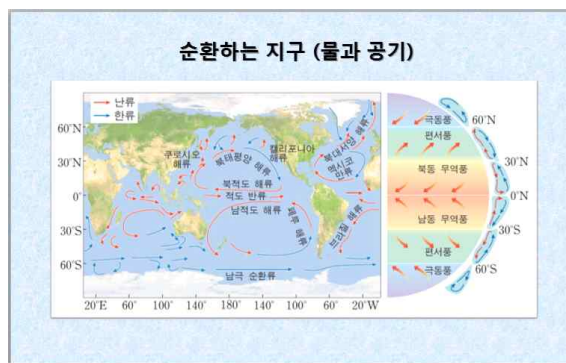 순환하는 지구 (물과 공기)
난류
한류
60°N
30°N
0°
30°S
60°S
쿠로시오
해류
북태평양 해류
캘리포니아
해류
북대서양 해류
멕시코
만류
북적도 해류
적도 반류
남적도 해류
페루 해류
브라질 해류
남극 순환류
20°E 60° 100° 140° 180° 140° 100° 60° 20°W
극동풍
60°N
편서풍
30°N
북동 무역풍
0°N
남동 무역풍
30°S
편서풍
60°S
극동풍